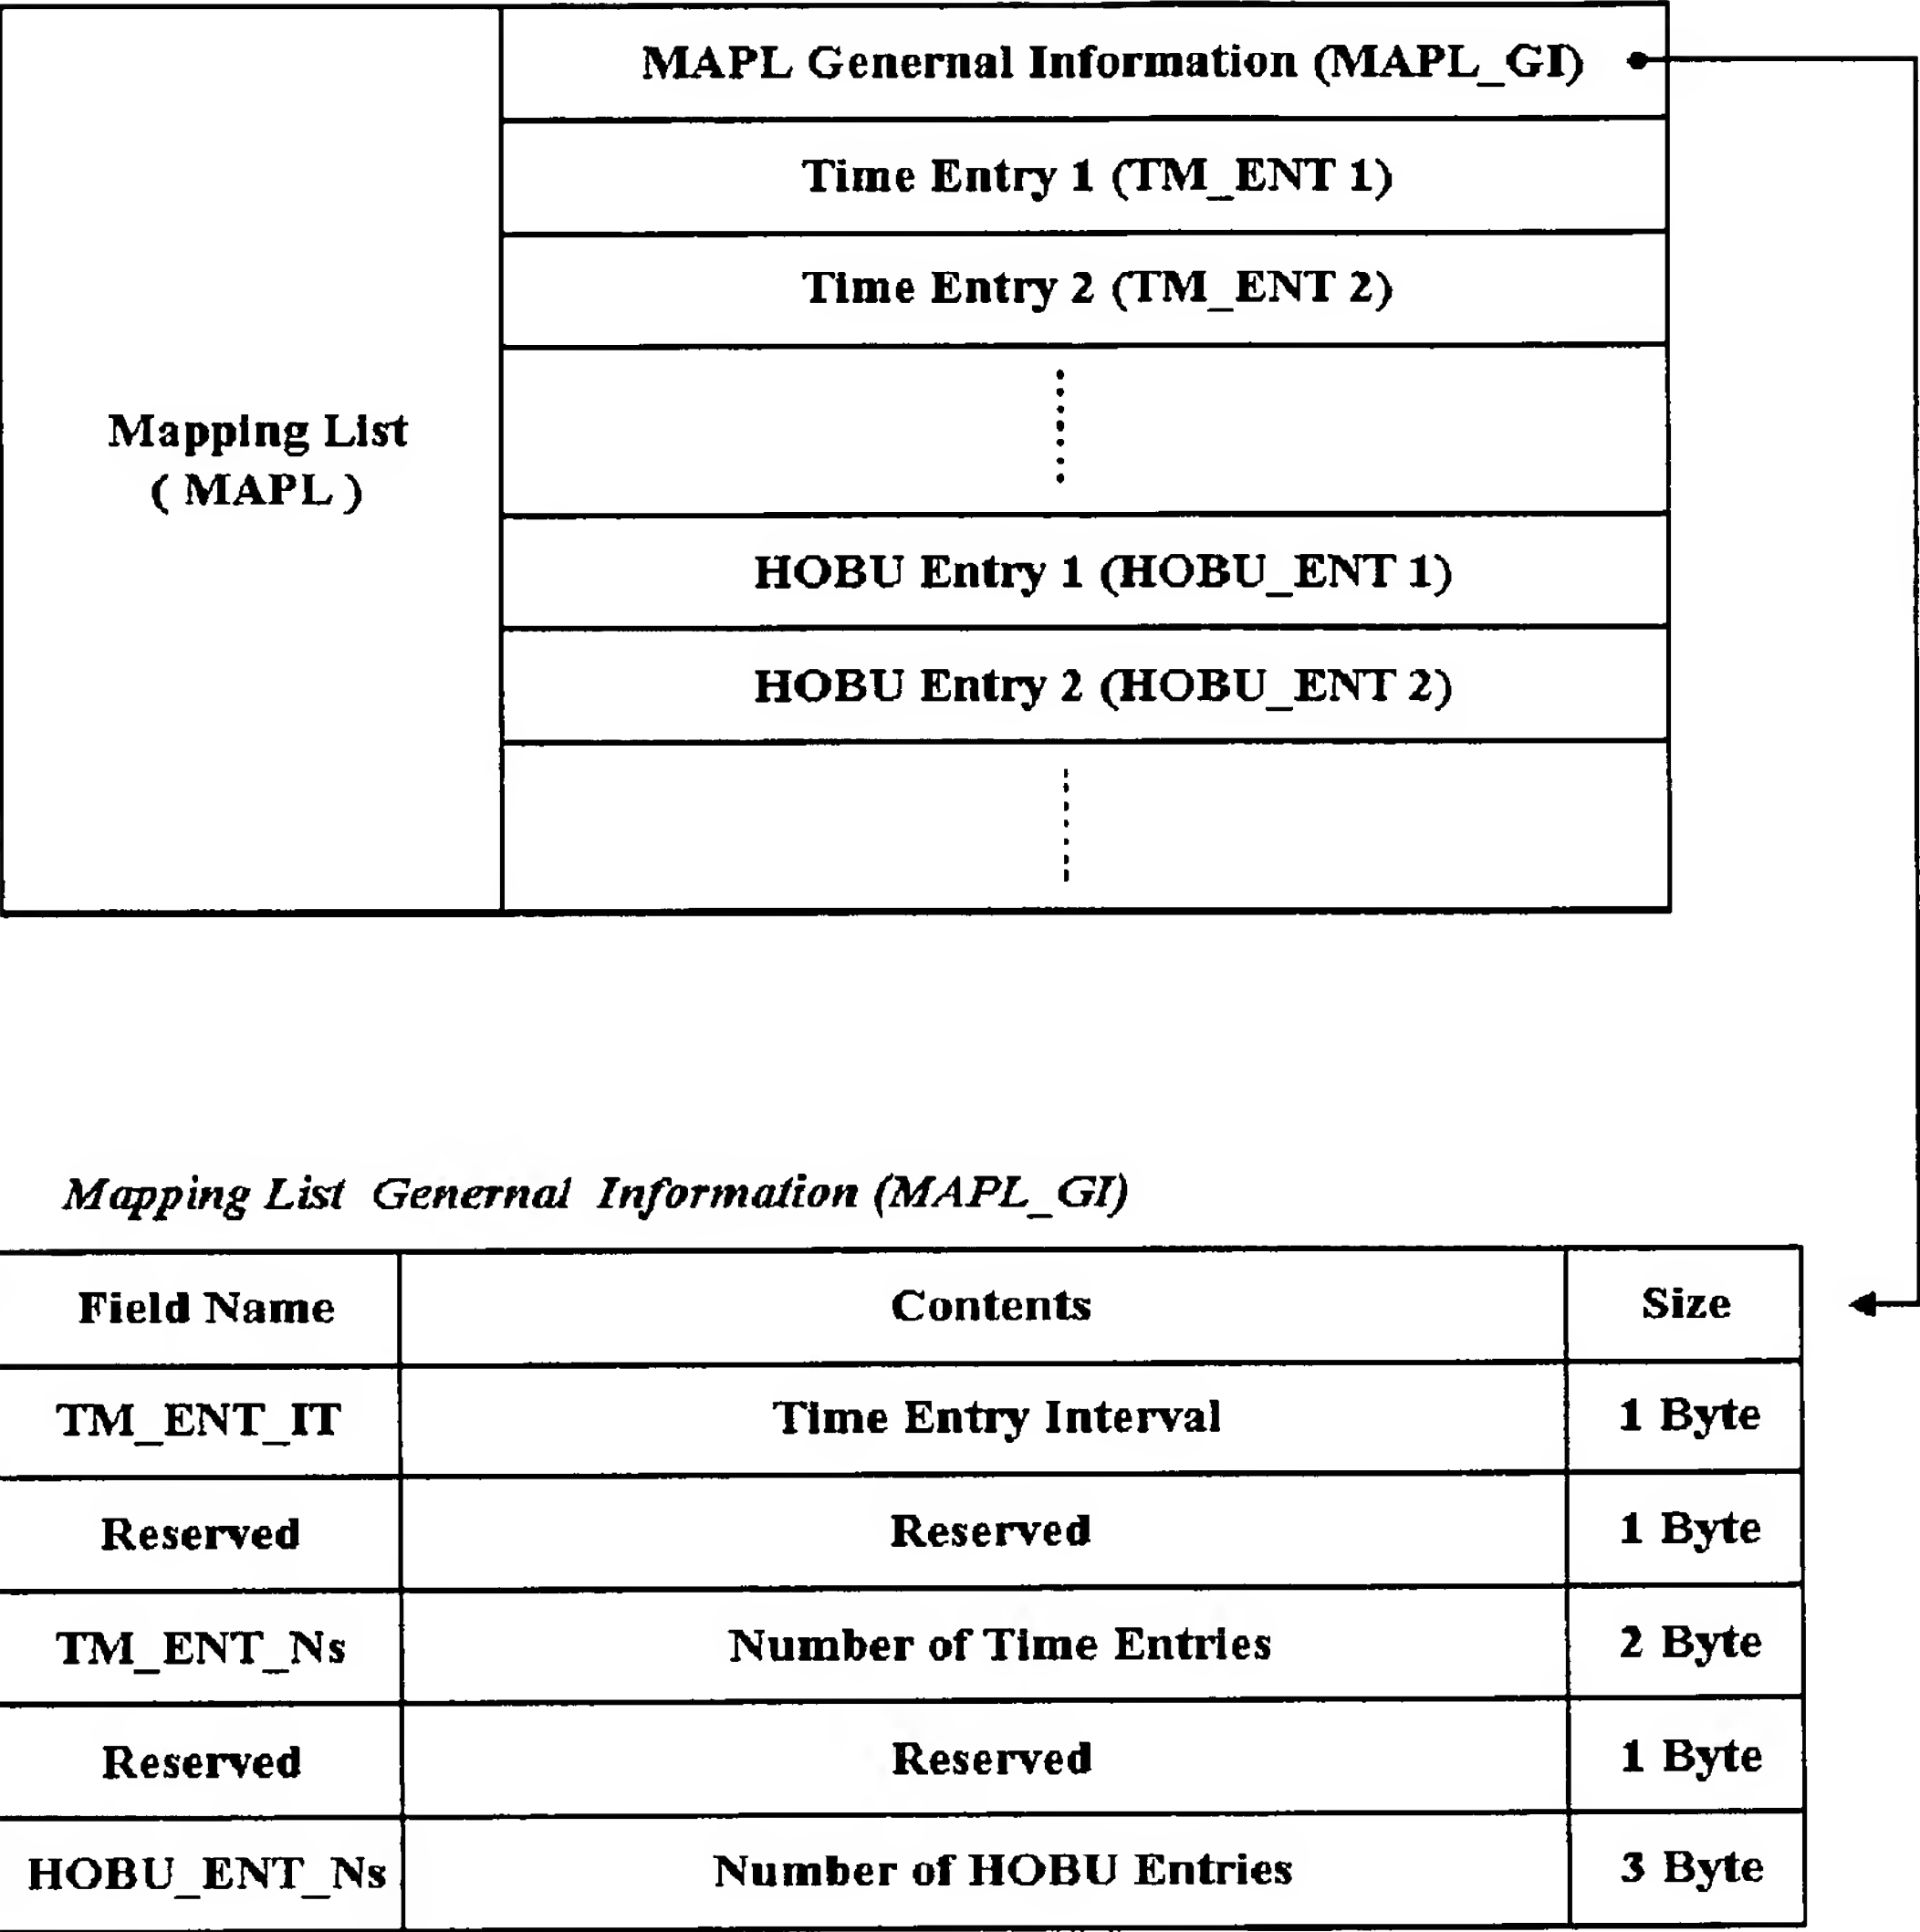 MAPL Genernal Information (MAPL_GI)
Time Entry 1 (TM_ENT 1)
Time Entry 2 (TM_ENT 2)
Mapping List
( MAPL )
HOBU Entry 1 (HOBU_ENT 1)
HOBU Entry 2 (HOBU_ENT 2)
Mapping List Genernal Information (MAPL_GI)
Field Name Contents Size
TM_ENT_IT Time Entry Interval 1 Byte
Reserved Reserved 1 Byte
TM_ENT_Ns Number of Time Entries 2 Byte
Reserved Reserved 1 Byte
HOBU_ENT_Ns Number of HOBU Entries 3 Byte